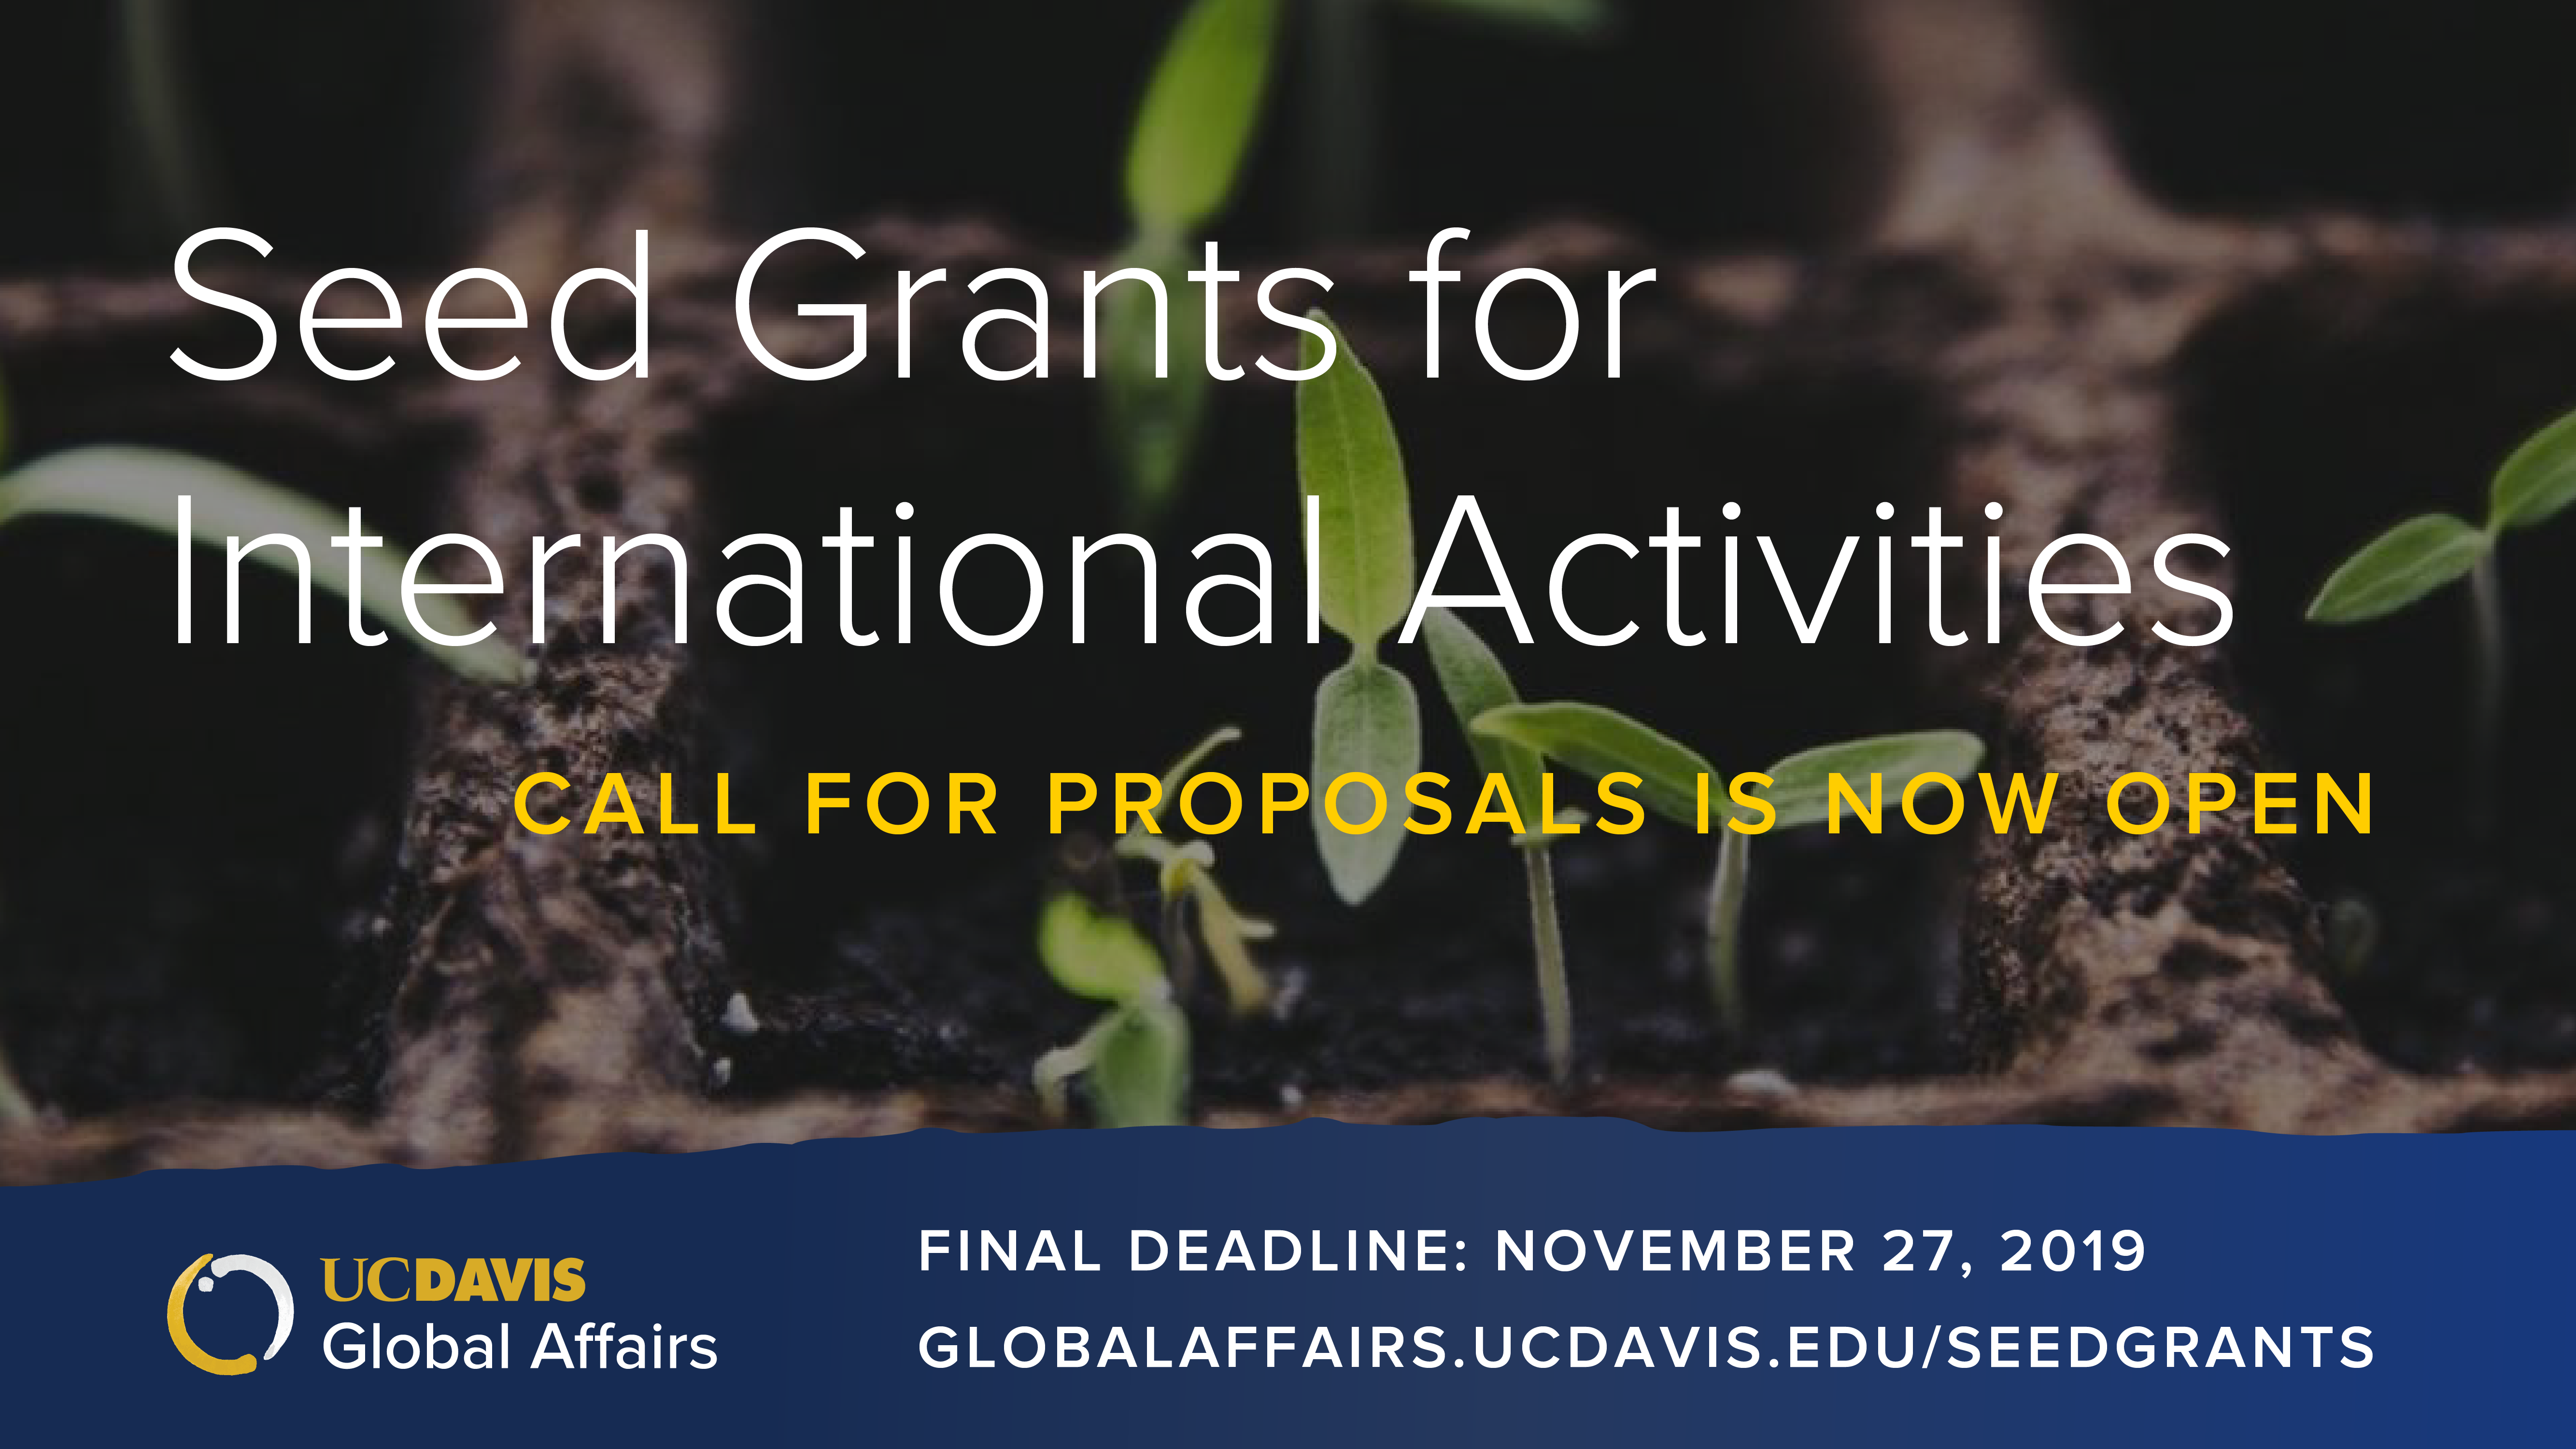 Seed Grants for
International Activities
CALL FOR PROPOSALS IS NOW OPEN
UCDAVIS
Global Affairs
FINAL DEADLINE: NOVEMBER 27, 2019
GLOBALAFFAIRS.UCDAVIS.EDU/SEEDGRANTS